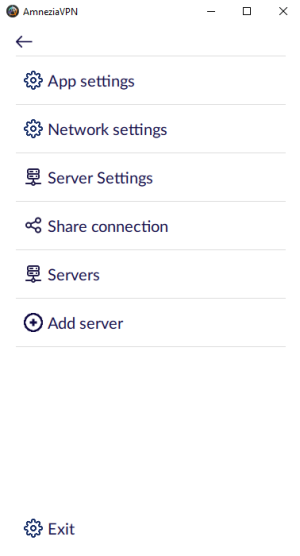 AmneziaVPN
App settings
Network settings
Server Settings
Share connection
Servers
Add server
Exit